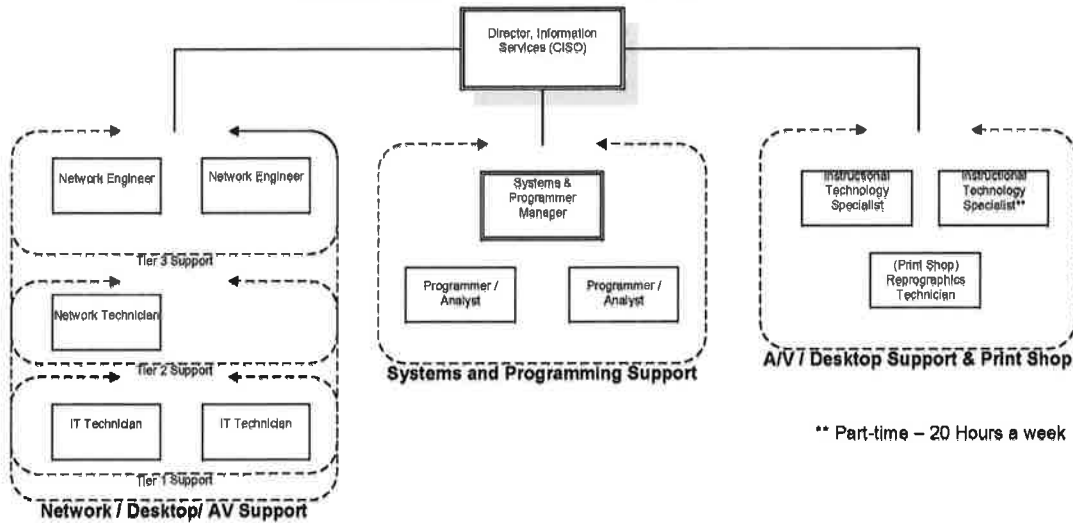 Director, Information
Services (CISO)
Network Engineer
Network Engineer
Tier 3 Support
Network Technician
Tier 2 Support
IT Technician
IT Technician
Tier 1 Support
Network / Desktop/ AV Support
Systems &
Programmer
Manager
Programmer /
Analyst
Programmer /
Analyst
Systems and Programming Support
Instructional
Technology
Specialist
Instructional
Technology
Specialist**
(Print Shop)
Reprographics
Technician
A/V / Desktop Support & Print Shop
** Part-time – 20 Hours a week